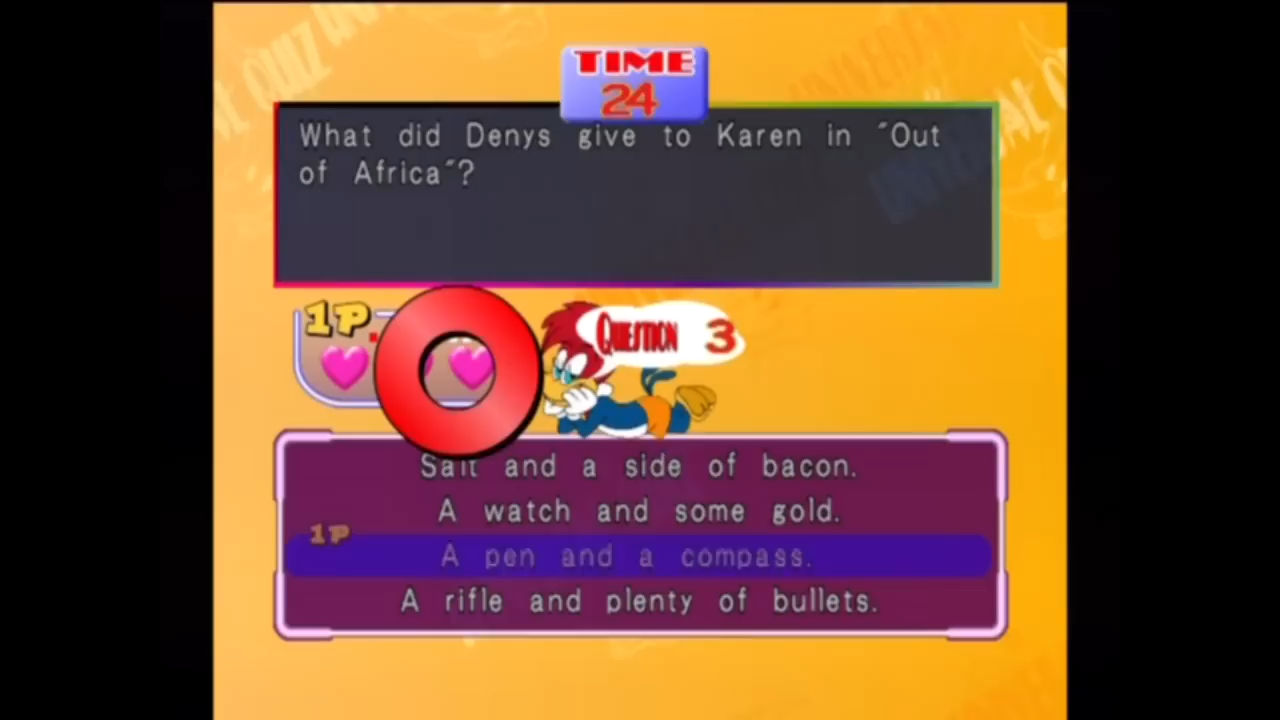 TIME
24
What did Denys give to Karen in "Out
of Africa"?
1P
QUESTION 3
Salt and a side of bacon.
A watch and some gold.
1P
A pen and a compass.
A rifle and plenty of bullets.